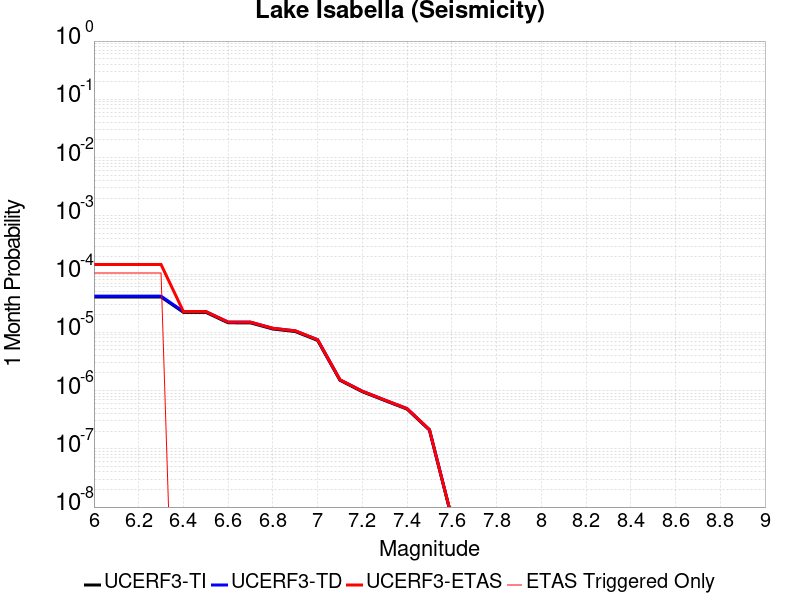 Lake Isabella (Seismicity)
10^0
10^-1
10^-2
10^-3
10^-4
10^-5
10^-6
10^-7
10^-8
1 Month Probability
6 6.2 6.4 6.6 6.8 7 7.2 7.4 7.6 7.8 8 8.2 8.4 8.6 8.8 9
Magnitude
UCERF3-TI UCERF3-TD UCERF3-ETAS ETAS Triggered Only